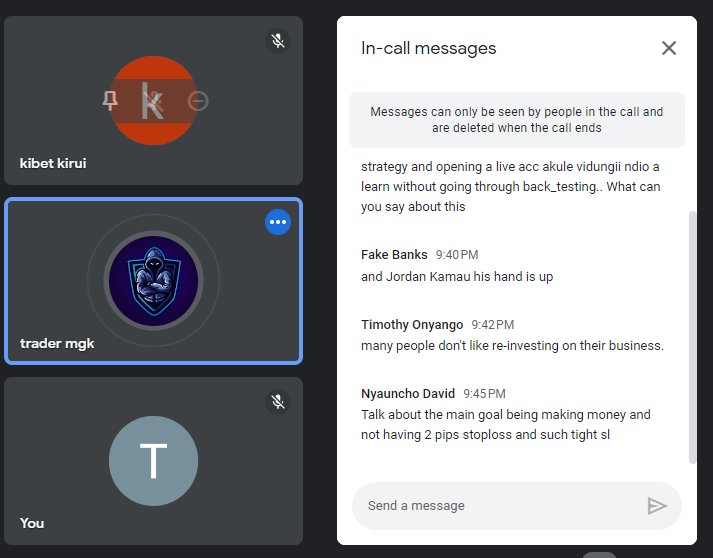 k
kibet kirui
trader mgk
T
You
In-call messages
Messages can only be seen by people in the call and
are deleted when the call ends
strategy and opening a live acc akule vidungii ndio a
learn without going through back_testing.. What can
you say about this
Fake Banks 9:40 PM
and Jordan Kamau his hand is up
Timothy Onyango 9:42 PM
many people don't like re-investing on their business.
Nyauncho David 9:45 PM
Talk about the main goal being making money and
not having 2 pips stoploss and such tight sl
Send a message